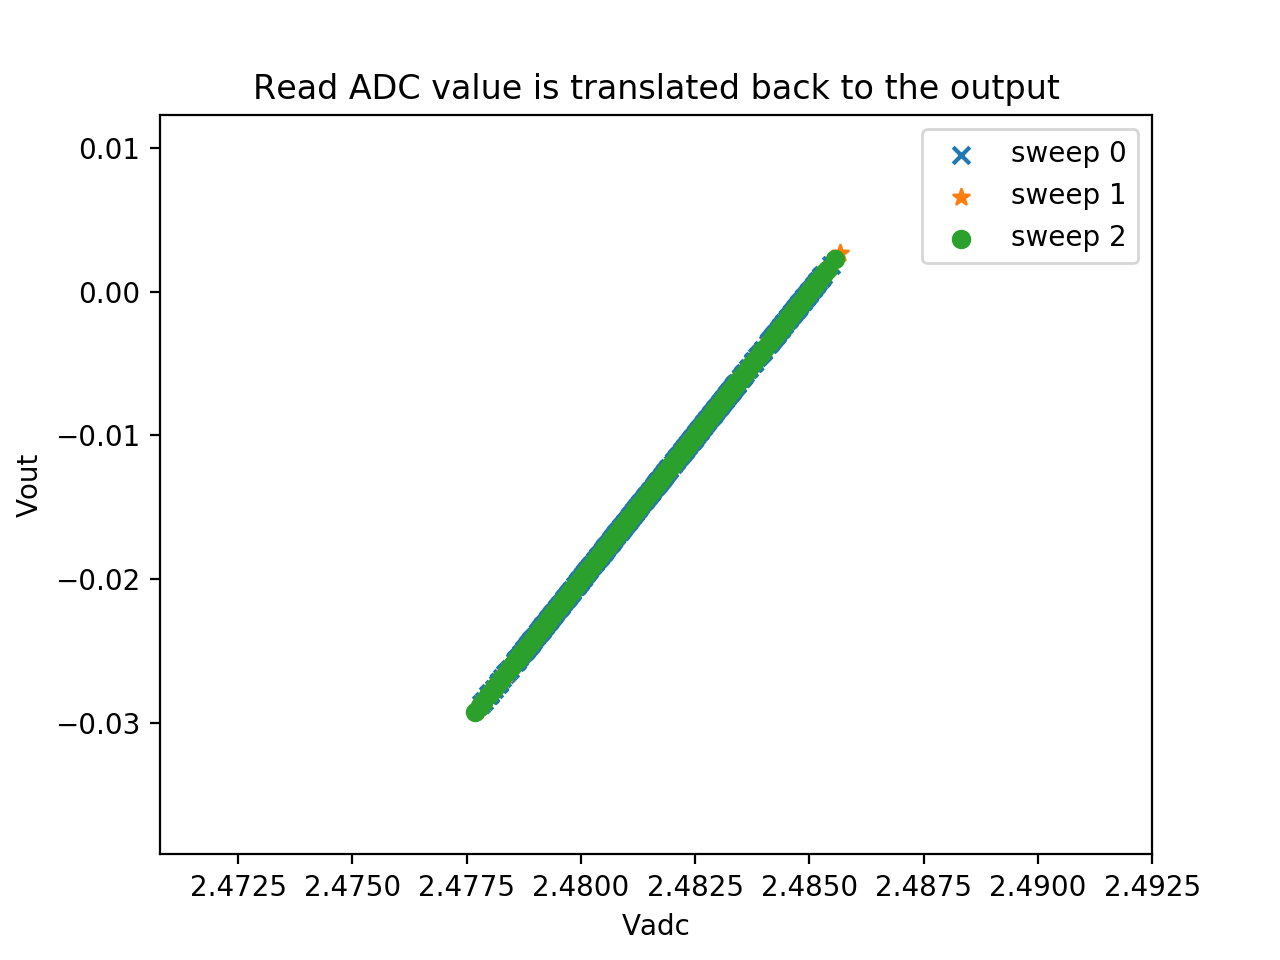 Read ADC value is translated back to the output
sweep 0
sweep 1
sweep 2
0.01
0.00
−0.01
−0.02
−0.03
Vout
2.4725 2.4750 2.4775 2.4800 2.4825 2.4850 2.4875 2.4900 2.4925
Vadc